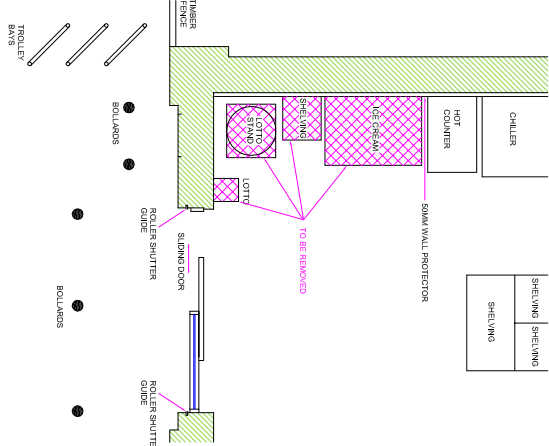 TIMBER
FENCE
TROLLEY
BAYS
BOLLARDS
SHELVING
LOTTO
STAND
ICE CREAM
HOT
COUNTER
CHILLER
LOTTO
TO BE REMOVED
50MM WALL PROTECTOR
ROLLER SHUTTER
GUIDE
SLIDING DOOR
SHELVING
SHELVING
SHELVING
BOLLARDS
ROLLER SHUTTE
GUIDE